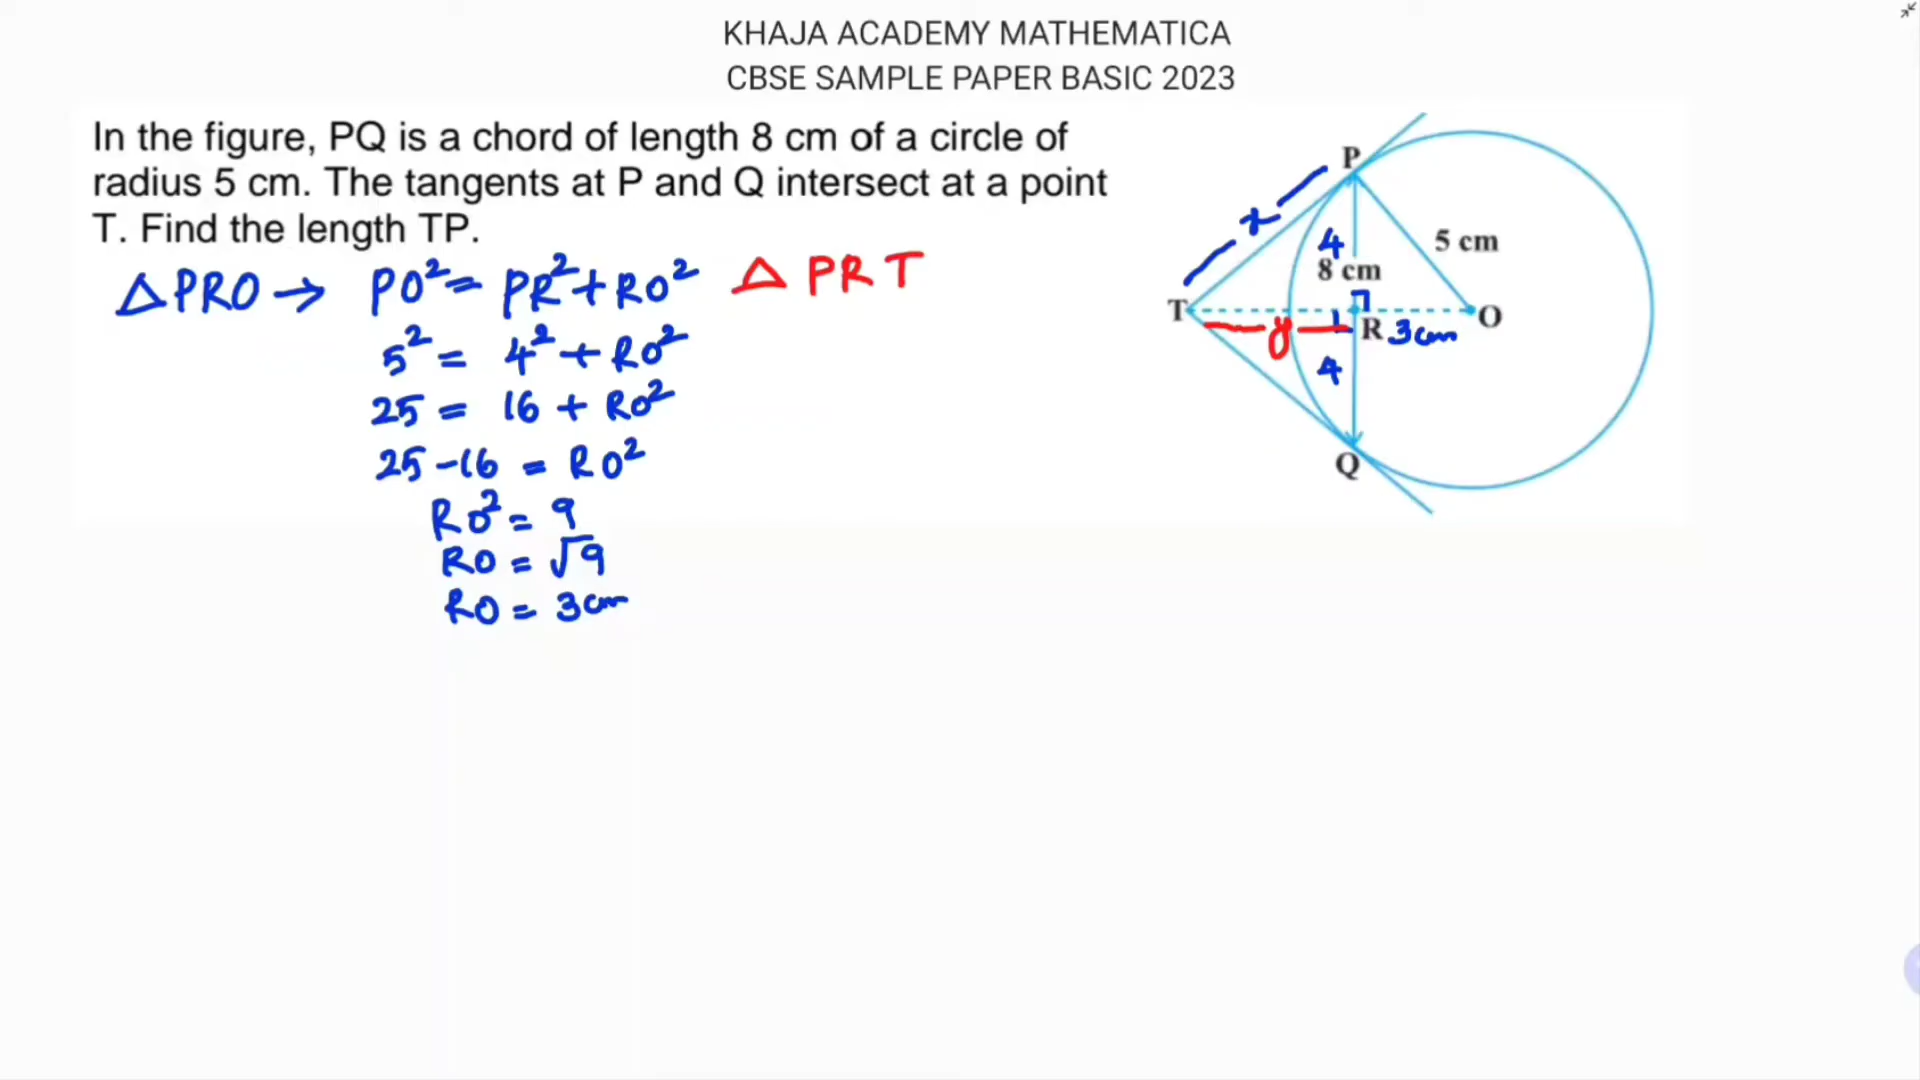 KHAJA ACADEMY MATHEMATICA
CBSE SAMPLE PAPER BASIC 2023
In the figure, PQ is a chord of length 8 cm of a circle of
radius 5 cm. The tangents at P and Q intersect at a point
T. Find the length TP.
△PRO → PO² = PR² + RO²
5² = 4² + RO²
25 = 16 + RO²
25 - 16 = RO²
RO² = 9
RO = √9
RO = 3cm
△ PRT
P
x
4
5 cm
8 cm
T
y
R
3cm
O
4
Q